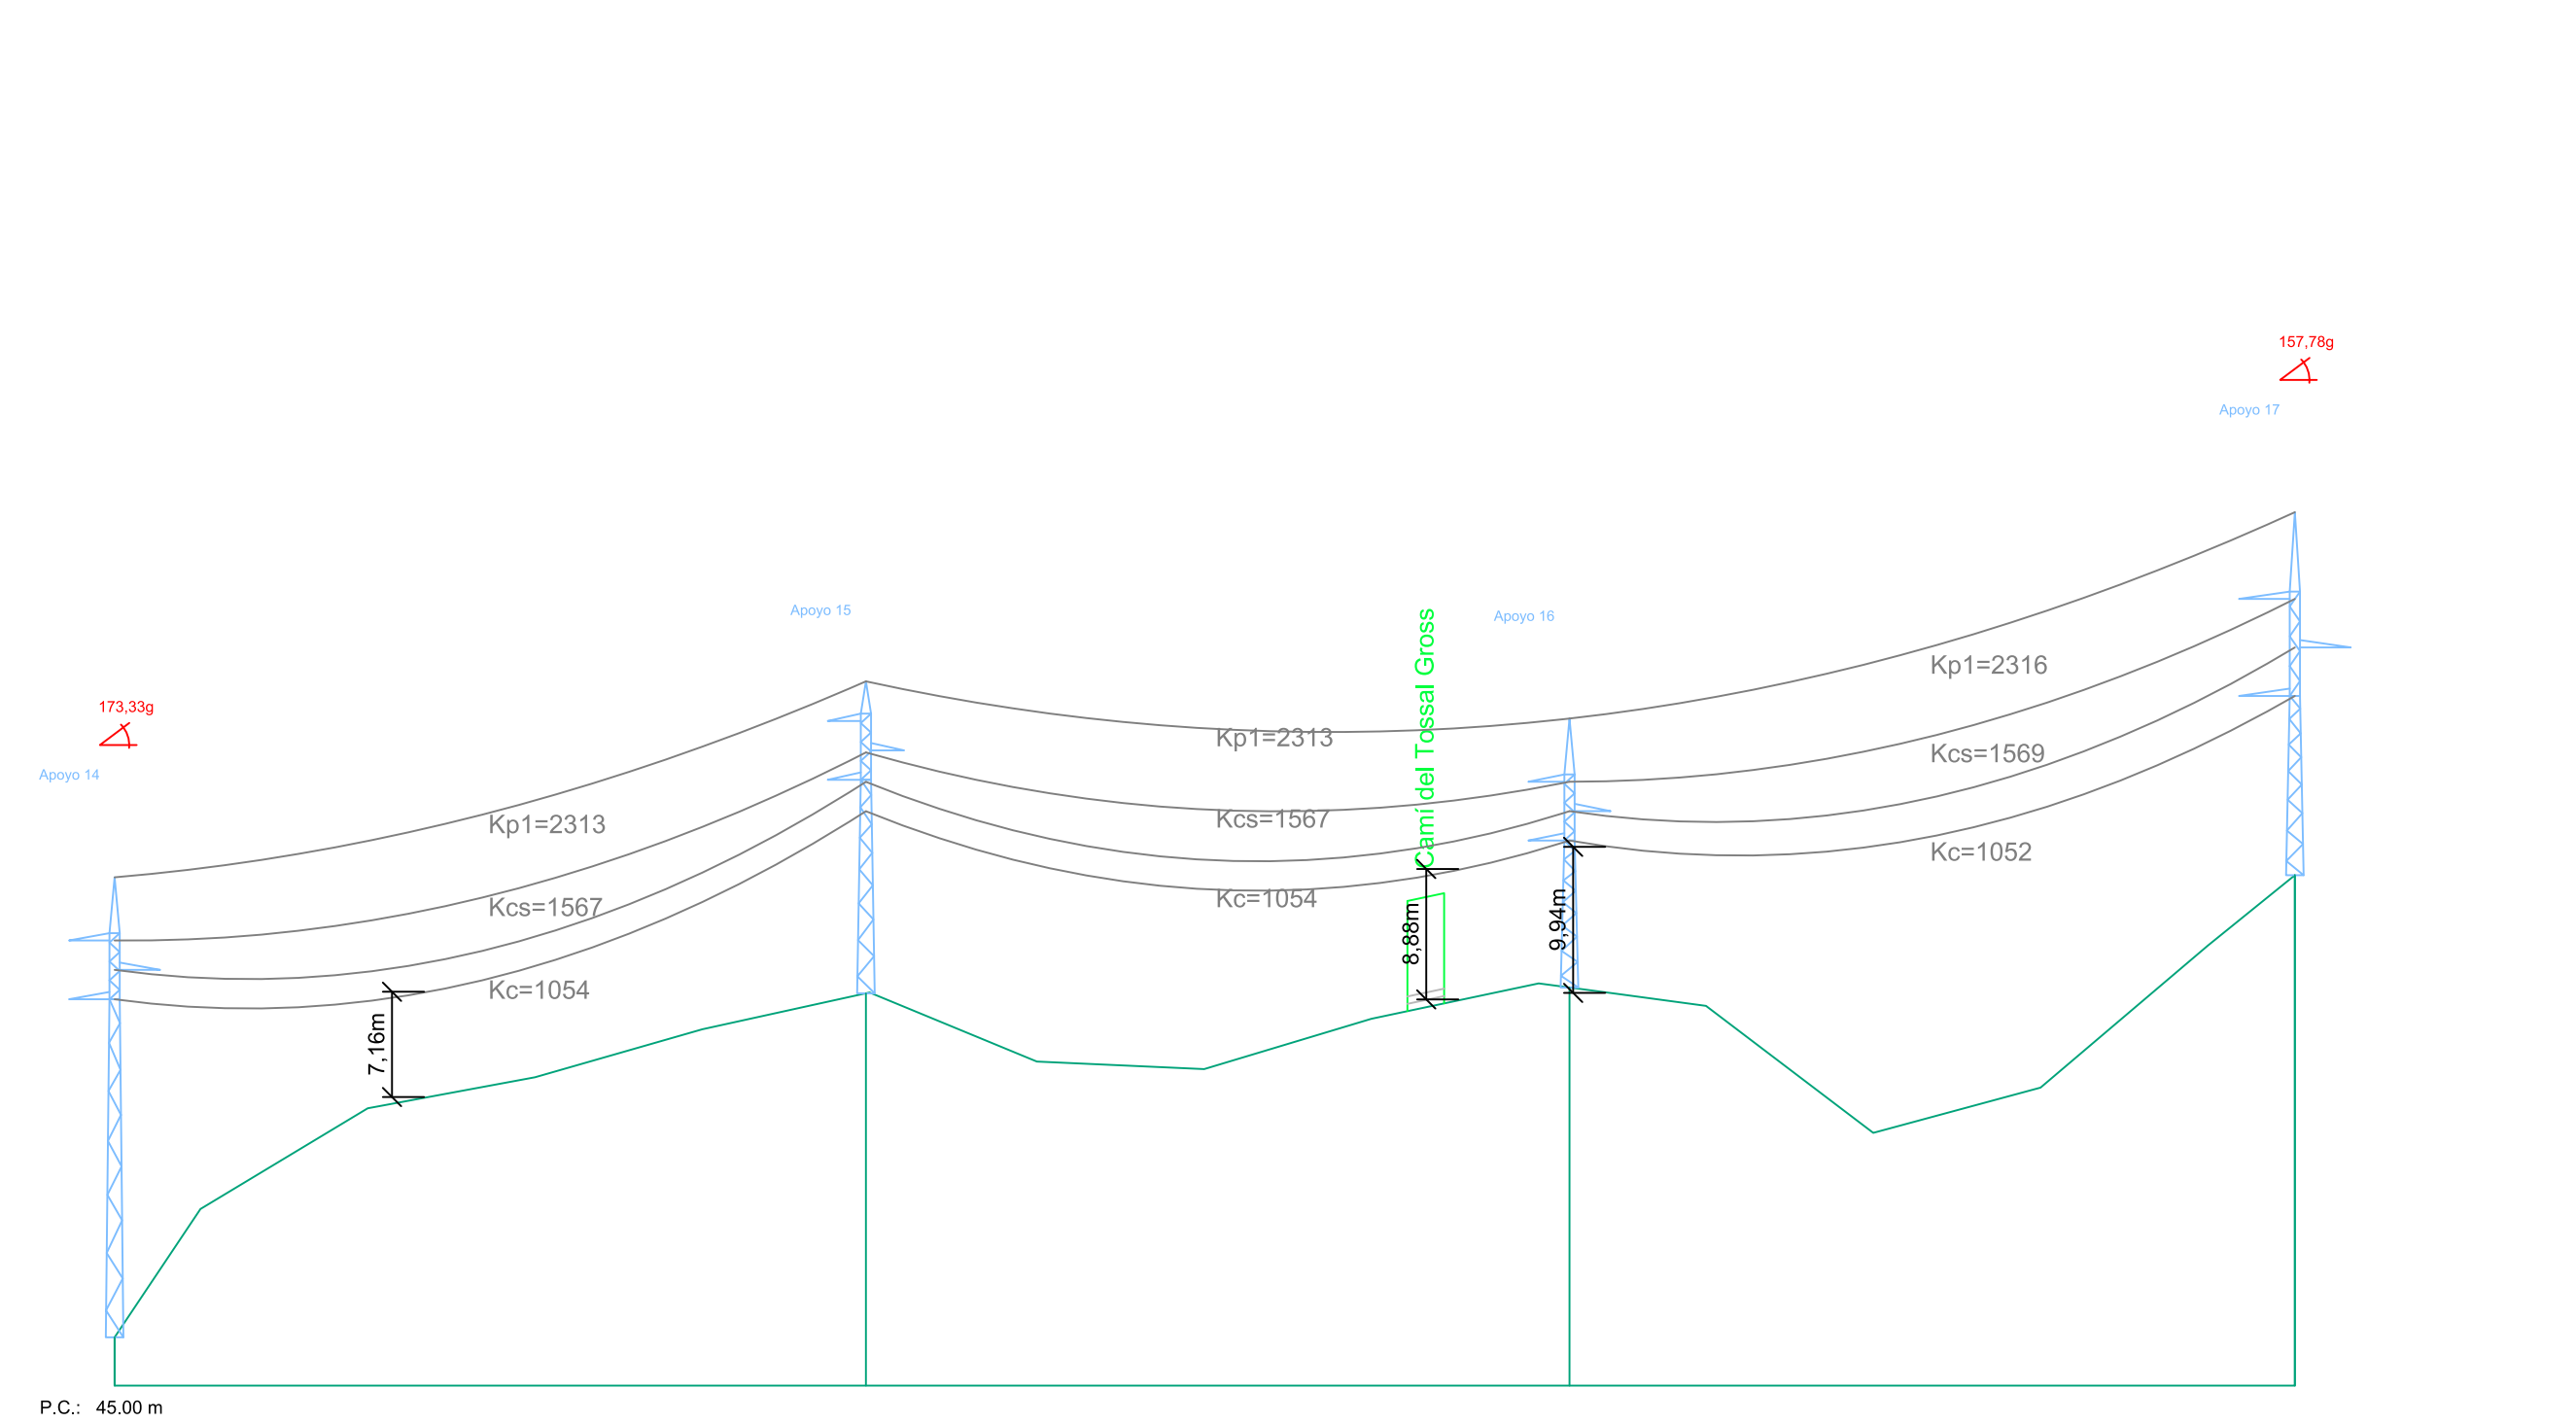 157,78g
Apoyo 17
Apoyo 15
Apoyo 16
Camí del Tossal Gross
Kp1=2316
173,33g
Kp1=2313
Kcs=1569
Apoyo 14
Kp1=2313
Kcs=1567
Kc=1052
Kcs=1567
Kc=1054
8,88m
9,94m
Kc=1054
7,16m
P.C.: 45.00 m